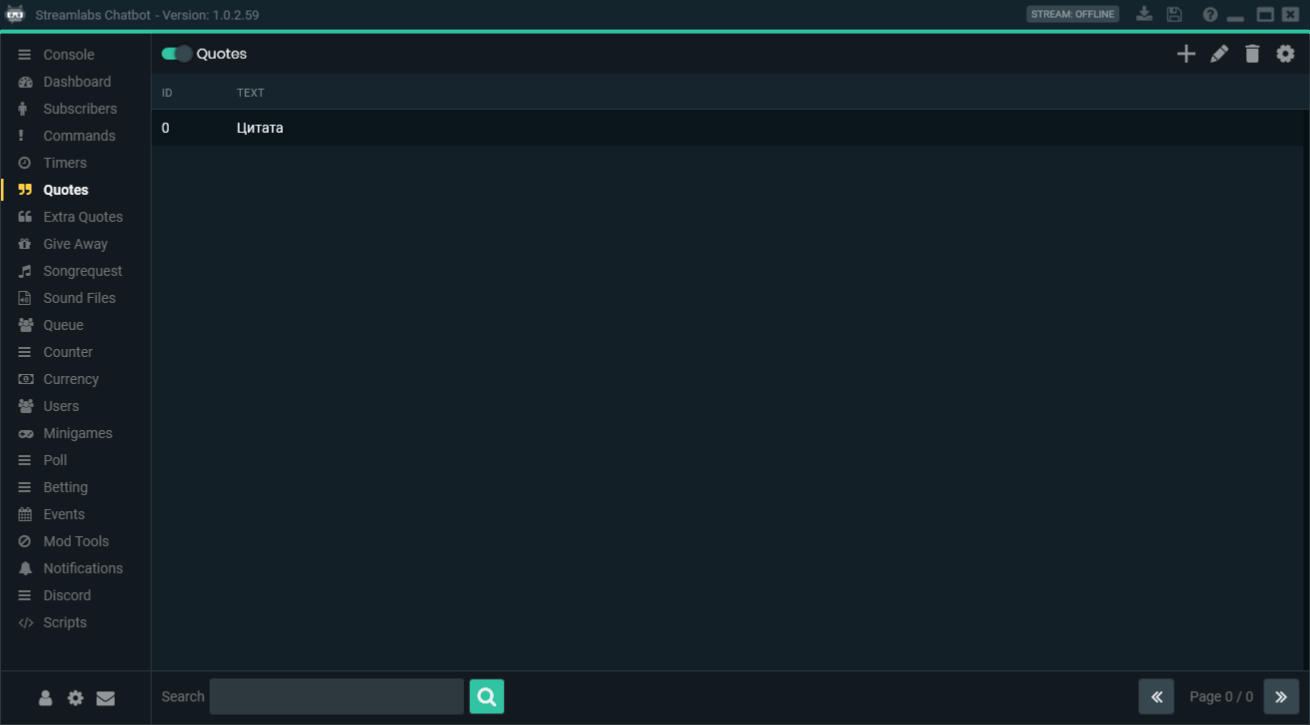 Streamlabs Chatbot - Version: 1.0.2.59
STREAM: OFFLINE
Console
Dashboard
Subscribers
Commands
Timers
Quotes
Extra Quotes
Give Away
Songrequest
Sound Files
Queue
Counter
Currency
Users
Minigames
Poll
Betting
Events
Mod Tools
Notifications
Discord
Scripts
Quotes
ID TEXT
0 Цитата
Search
Page 0 / 0